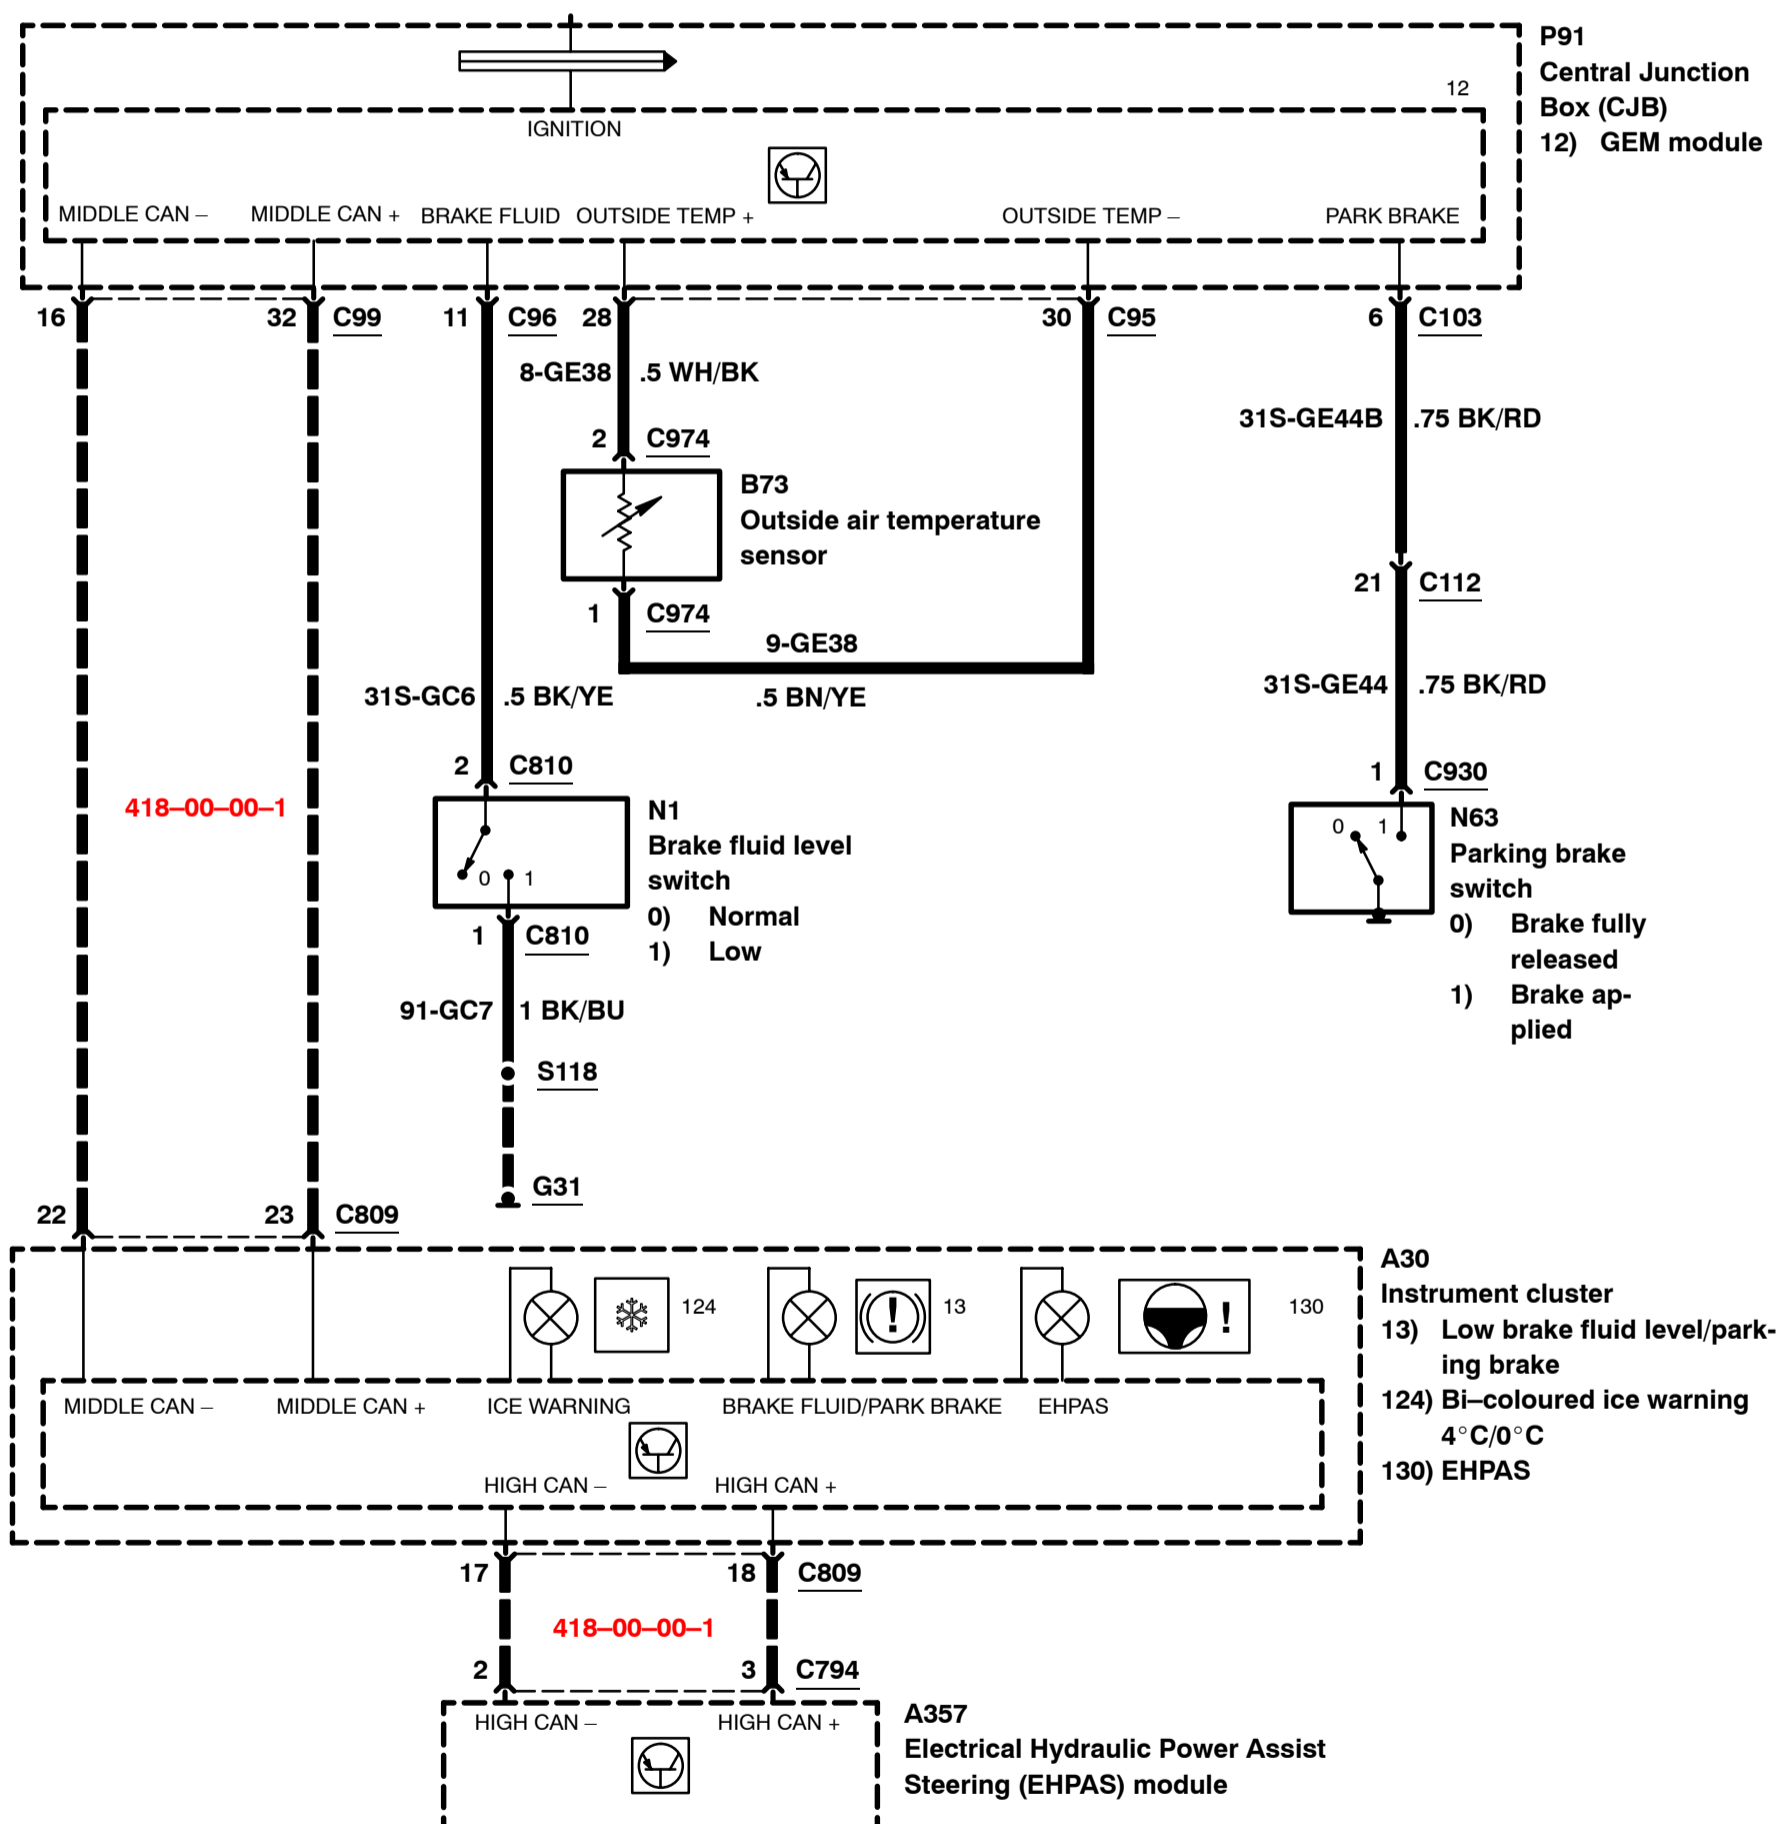 P91
Central Junction
Box (CJB)
12) GEM module
12
IGNITION
MIDDLE CAN –
MIDDLE CAN +
BRAKE FLUID
OUTSIDE TEMP +
OUTSIDE TEMP –
PARK BRAKE
16
32
C99
11
C96
28
30
C95
6
C103
8-GE38
.5 WH/BK
31S-GE44B
.75 BK/RD
2
C974
B73
Outside air temperature
sensor
21
C112
1
C974
9-GE38
31S-GC6
.5 BK/YE
.5 BN/YE
31S-GE44
.75 BK/RD
2
C810
1
C930
418–00–00–1
N1
Brake fluid level
switch
0) Normal
1) Low
0
1
0
1
N63
Parking brake
switch
0) Brake fully
released
1) Brake ap-
plied
1
C810
91-GC7
1 BK/BU
S118
G31
22
23
C809
124
13
130
A30
Instrument cluster
13) Low brake fluid level/park-
ing brake
124) Bi–coloured ice warning
4°C/0°C
130) EHPAS
MIDDLE CAN –
MIDDLE CAN +
ICE WARNING
BRAKE FLUID/PARK BRAKE
EHPAS
HIGH CAN –
HIGH CAN +
17
18
C809
418–00–00–1
2
3
C794
HIGH CAN –
HIGH CAN +
A357
Electrical Hydraulic Power Assist
Steering (EHPAS) module